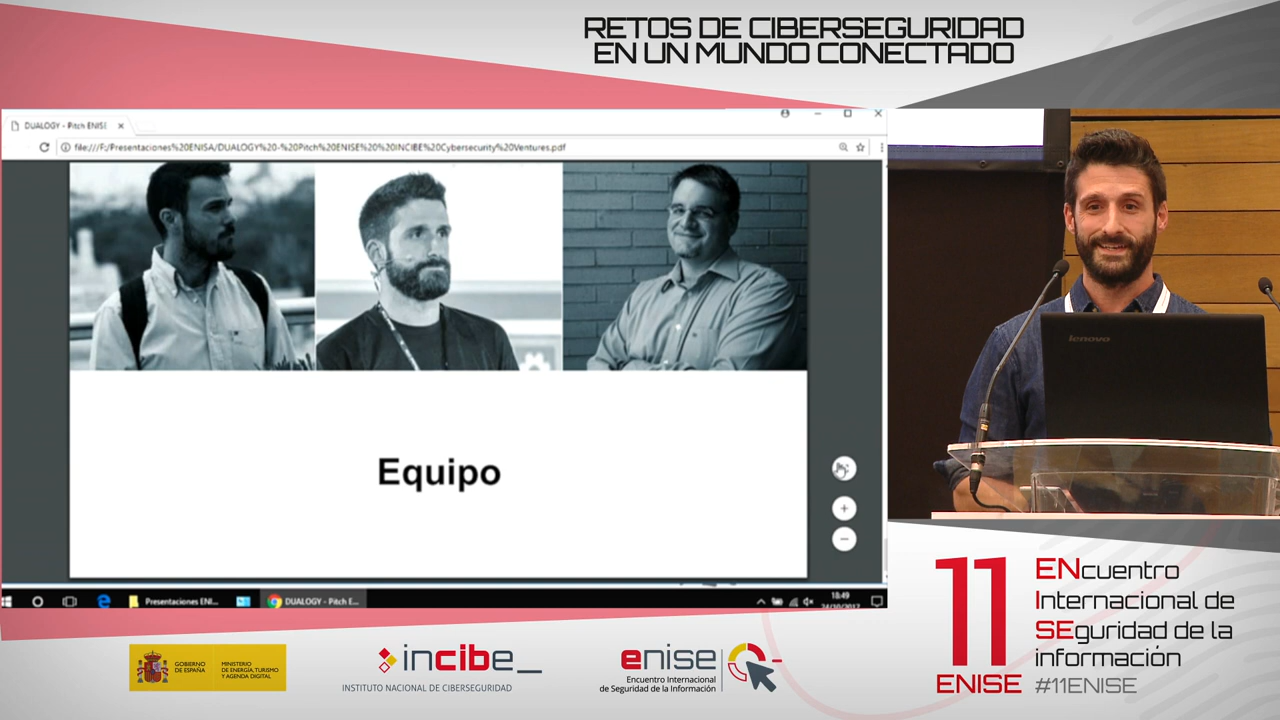 RETOS DE CIBERSEGURIDAD
EN UN MUNDO CONECTADO
DUALOGY - Pitch ENISE
file:///F:/Presentaciones%20ENISA/DUALOGY%20-%20Pitch%20ENISE%20%20INCIBE%20Cybersecurity%20Ventures.pdf
Equipo
lenovo
Presentaciones ENI...
DUALOGY - Pitch E...
18:49
24/10/2017
GOBIERNO
DE ESPAÑA
MINISTERIO
DE ENERGÍA, TURISMO
Y AGENDA DIGITAL
incibe_
INSTITUTO NACIONAL DE CIBERSEGURIDAD
enise
Encuentro Internacional
de Seguridad de la Información
11
ENISE
ENcuentro
Internacional de
SEguridad de la
información
#11ENISE